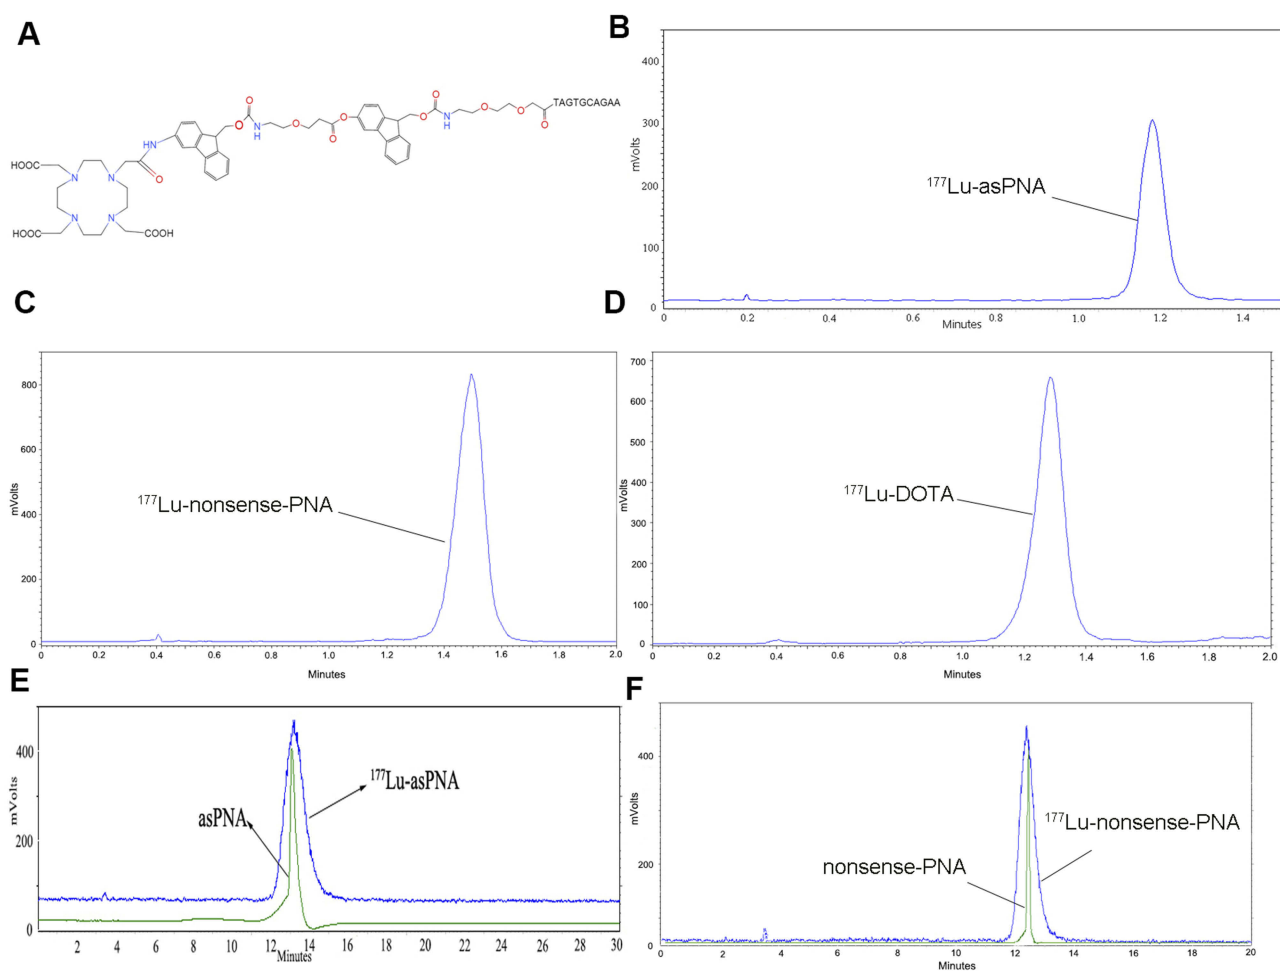 A
HOOC
HOOC
COOH
N
N
N
N
O
NH
O
O
N
H
O
O
O
O
O
N
H
O
O
O
TAGTGCAGAA
B
mVolts
400
300
200
100
0
177Lu-asPNA
0 0.2 0.4 0.6 0.8 1.0 1.2 1.4
Minutes
C
mVolts
800
600
400
200
0
177Lu-nonsense-PNA
0 0.2 0.4 0.6 0.8 1.0 1.2 1.4 1.6 1.8 2.0
Minutes
D
mVolts
700
600
500
400
300
200
100
0
177Lu-DOTA
0 0.2 0.4 0.6 0.8 1.0 1.2 1.4 1.6 1.8 2.0
Minutes
E
mVolts
400
200
0
asPNA
177Lu-asPNA
2 4 6 8 10 12 14 16 18 20 22 24 26 28 30
Minutes
F
mVolts
400
200
0
nonsense-PNA
177Lu-nonsense-PNA
0 2 4 6 8 10 12 14 16 18 20
Minutes